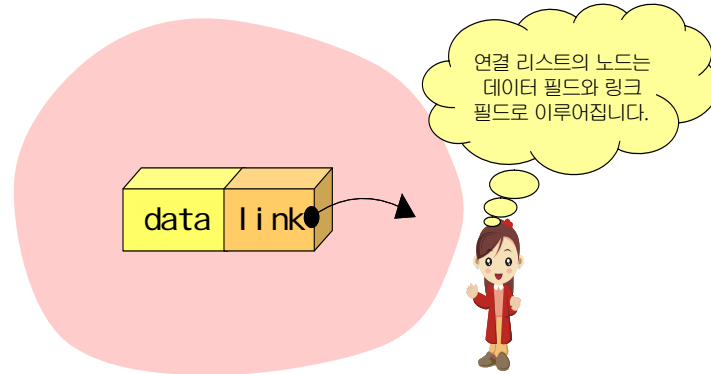 연결 리스트의 노드는
데이터 필드와 링크
필드로 이루어집니다.
data link